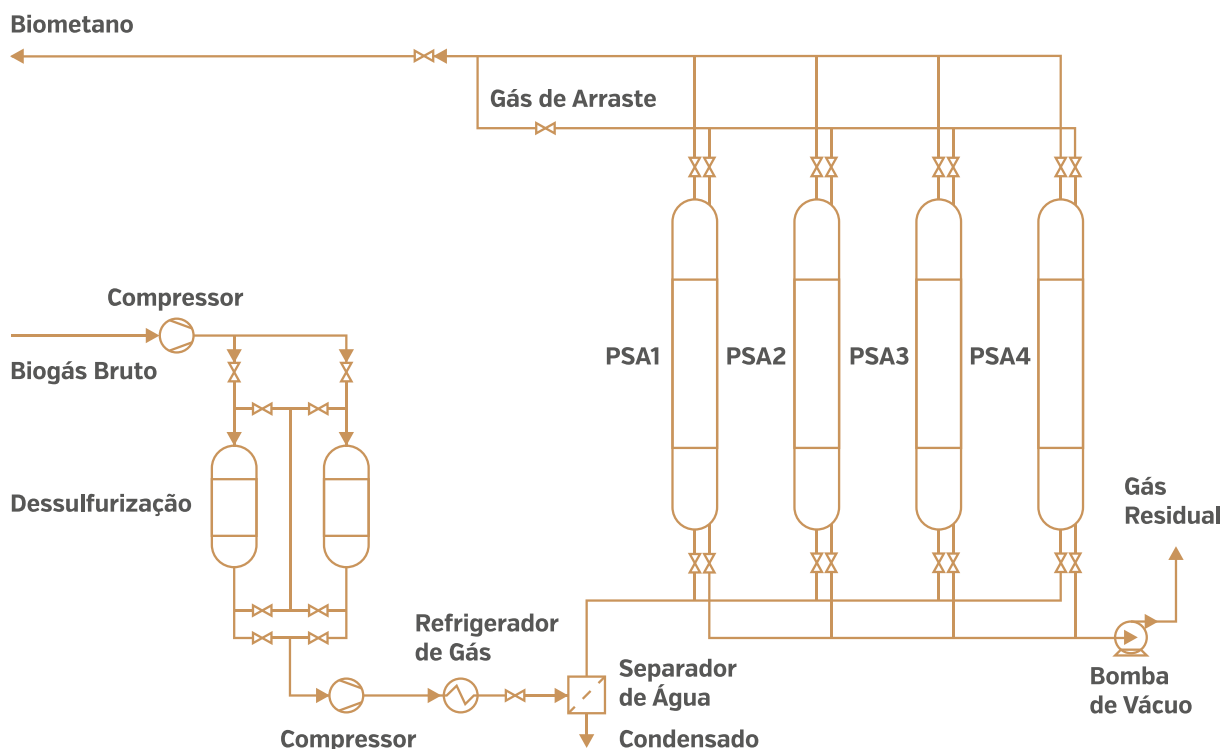 Biometano
Gás de Arraste
Compressor
Biogás Bruto
PSA1
PSA2
PSA3
PSA4
Dessulfurização
Gás
Residual
Refrigerador
de Gás
Separador
de Água
Bomba
de Vácuo
Compressor
Condensado